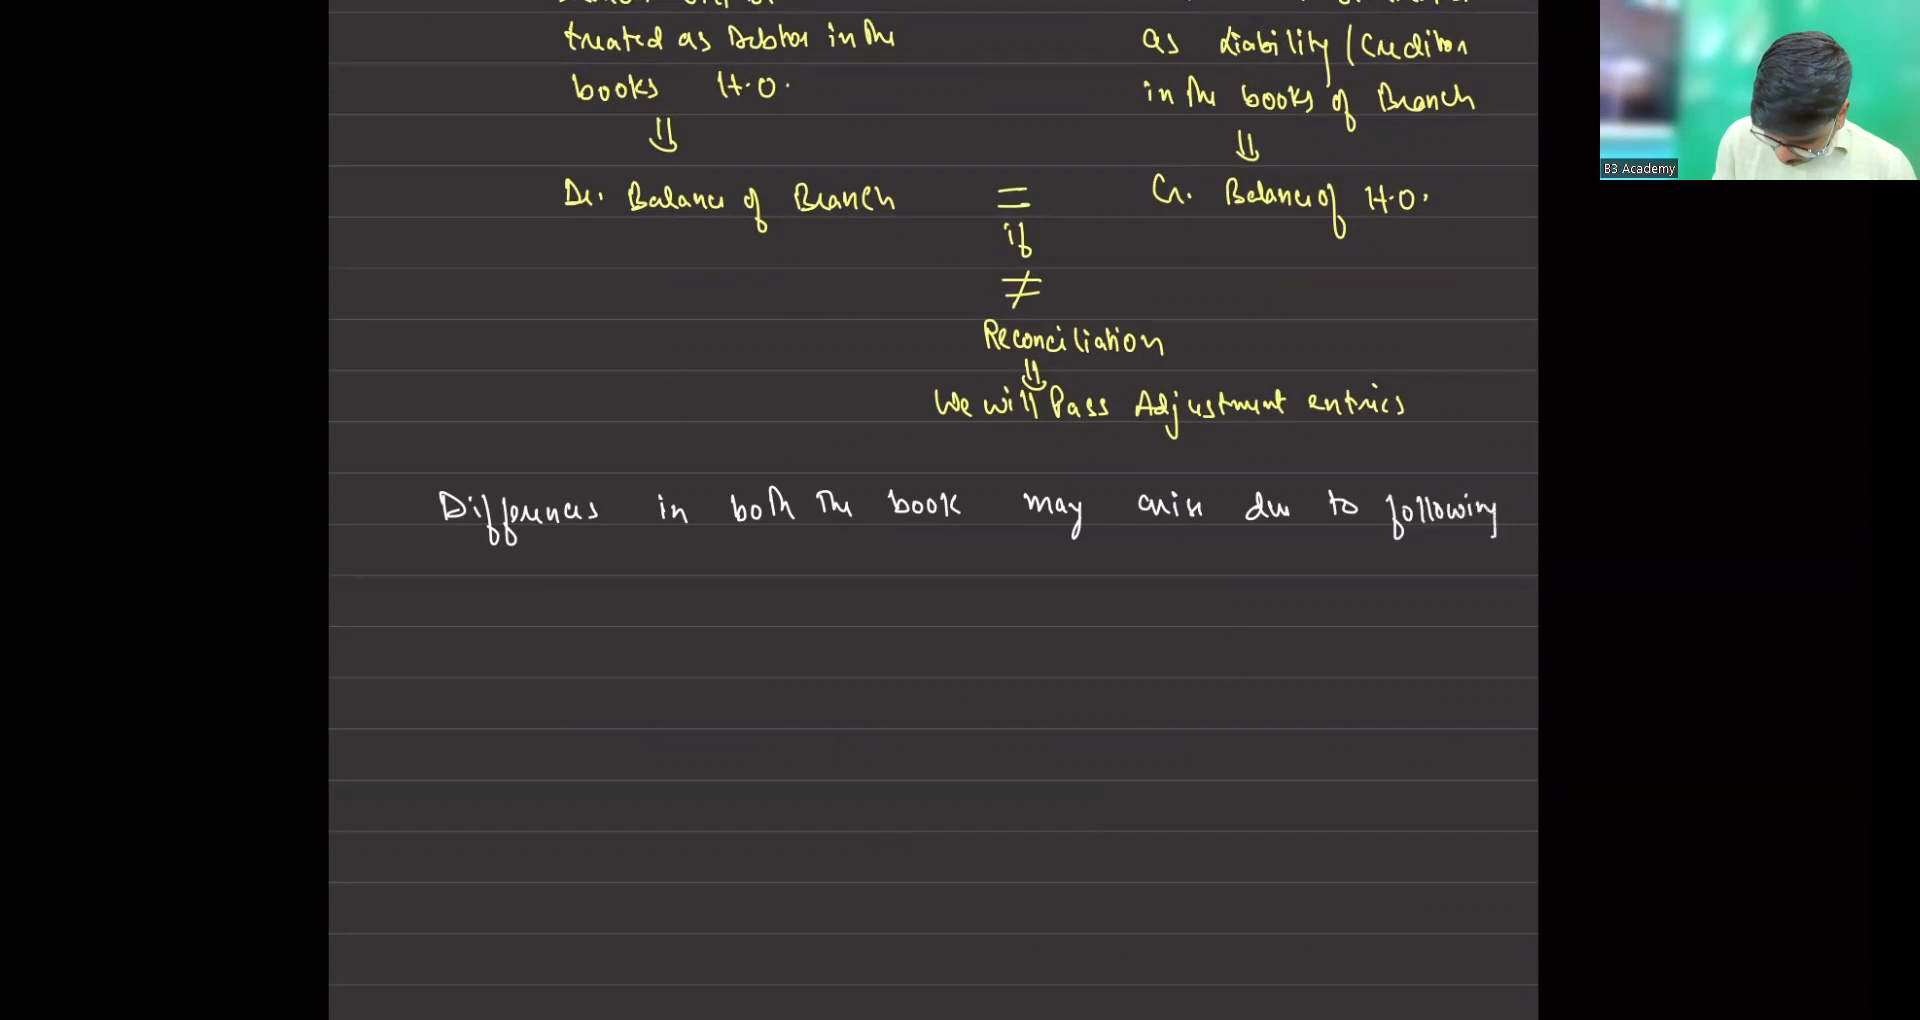 treated as Debtor in the
books H.O.
⇓
Dr. Balance of Branch
as liability / Creditor
in the books of Branch
⇓
Cr. Balance of H.O.
=
if
≠
Reconciliation
⇓
We will Pass Adjustment entries
Differences in both the book may arise due to following
B3 Academy